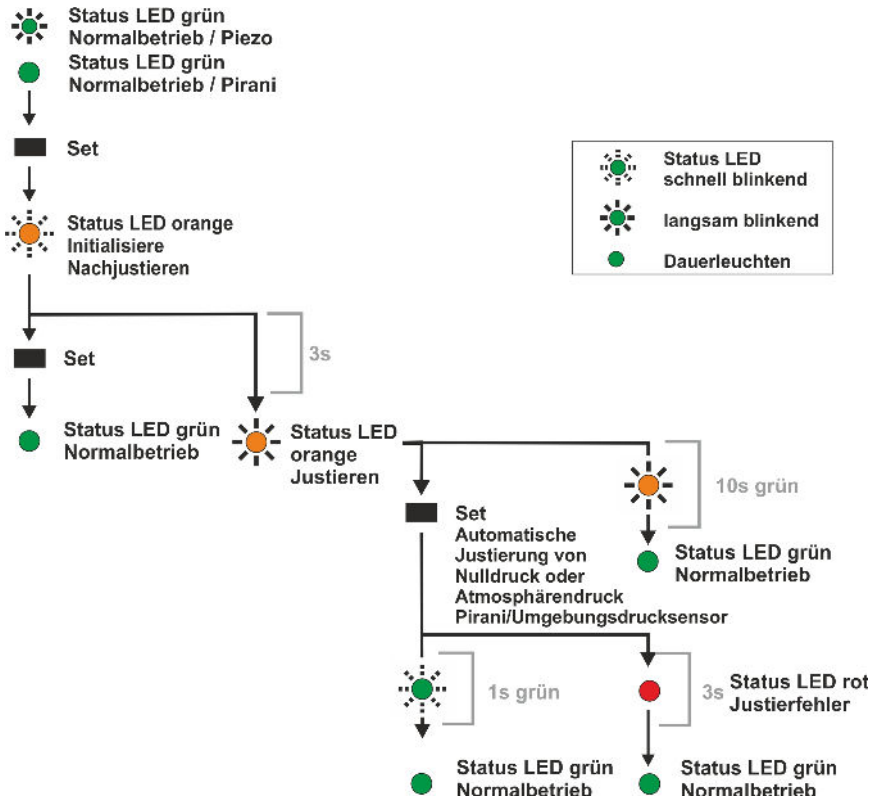 Status LED grün
Normalbetrieb / Piezo
Status LED grün
Normalbetrieb / Pirani
Set
Status LED
schnell blinkend
langsam blinkend
Dauerleuchten
Status LED orange
Initialisiere
Nachjustieren
3s
Set
Status LED grün
Normalbetrieb
Status LED
orange
Justieren
10s grün
Set
Automatische
Justierung von
Nulldruck oder
Atmosphärendruck
Pirani/Umgebungsdrucksensor
Status LED grün
Normalbetrieb
1s grün
3s
Status LED rot
Justierfehler
Status LED grün
Normalbetrieb
Status LED grün
Normalbetrieb